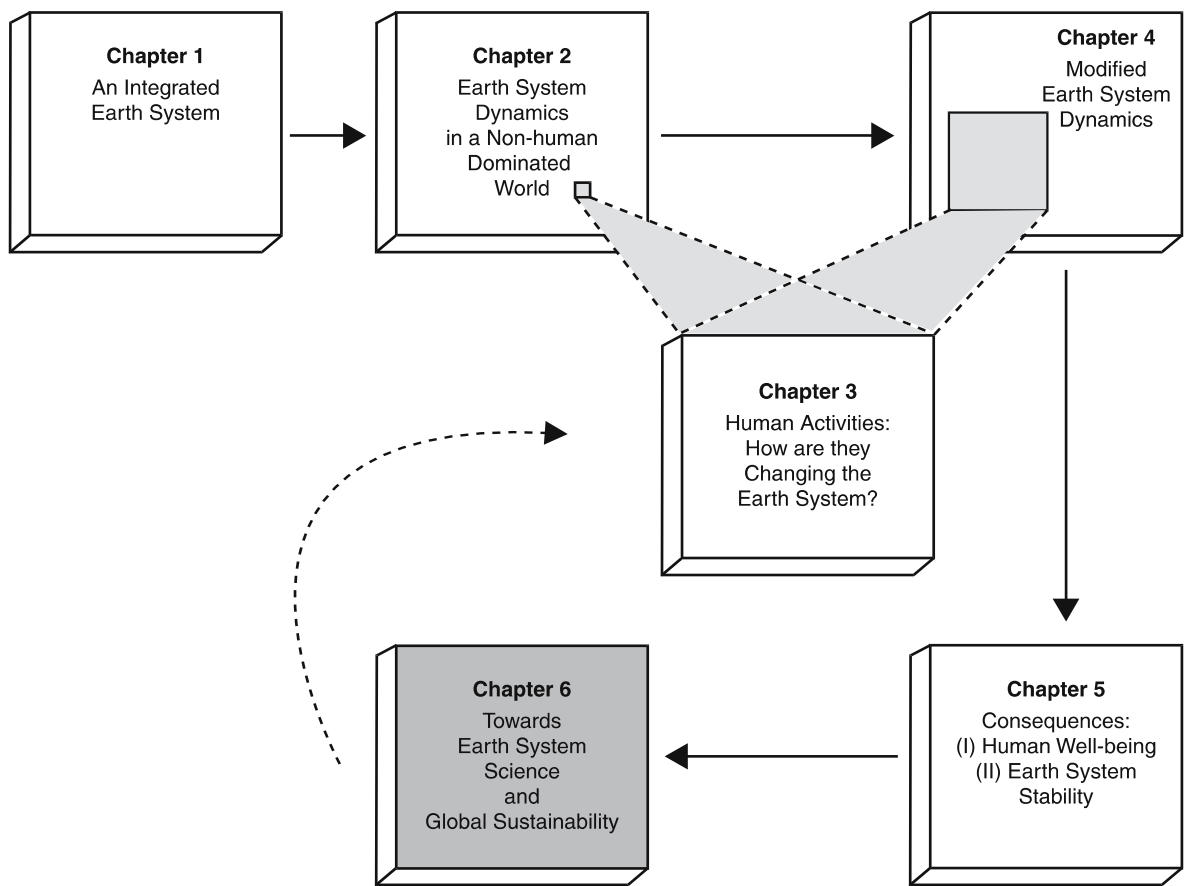 Chapter 1
An Integrated
Earth System
Chapter 2
Earth System
Dynamics
in a Non-human
Dominated
World
Chapter 4
Modified
Earth System
Dynamics
Chapter 3
Human Activities:
How are they
Changing the
Earth System?
Chapter 6
Towards
Earth System
Science
and
Global Sustainability
Chapter 5
Consequences:
(I) Human Well-being
(II) Earth System
Stability